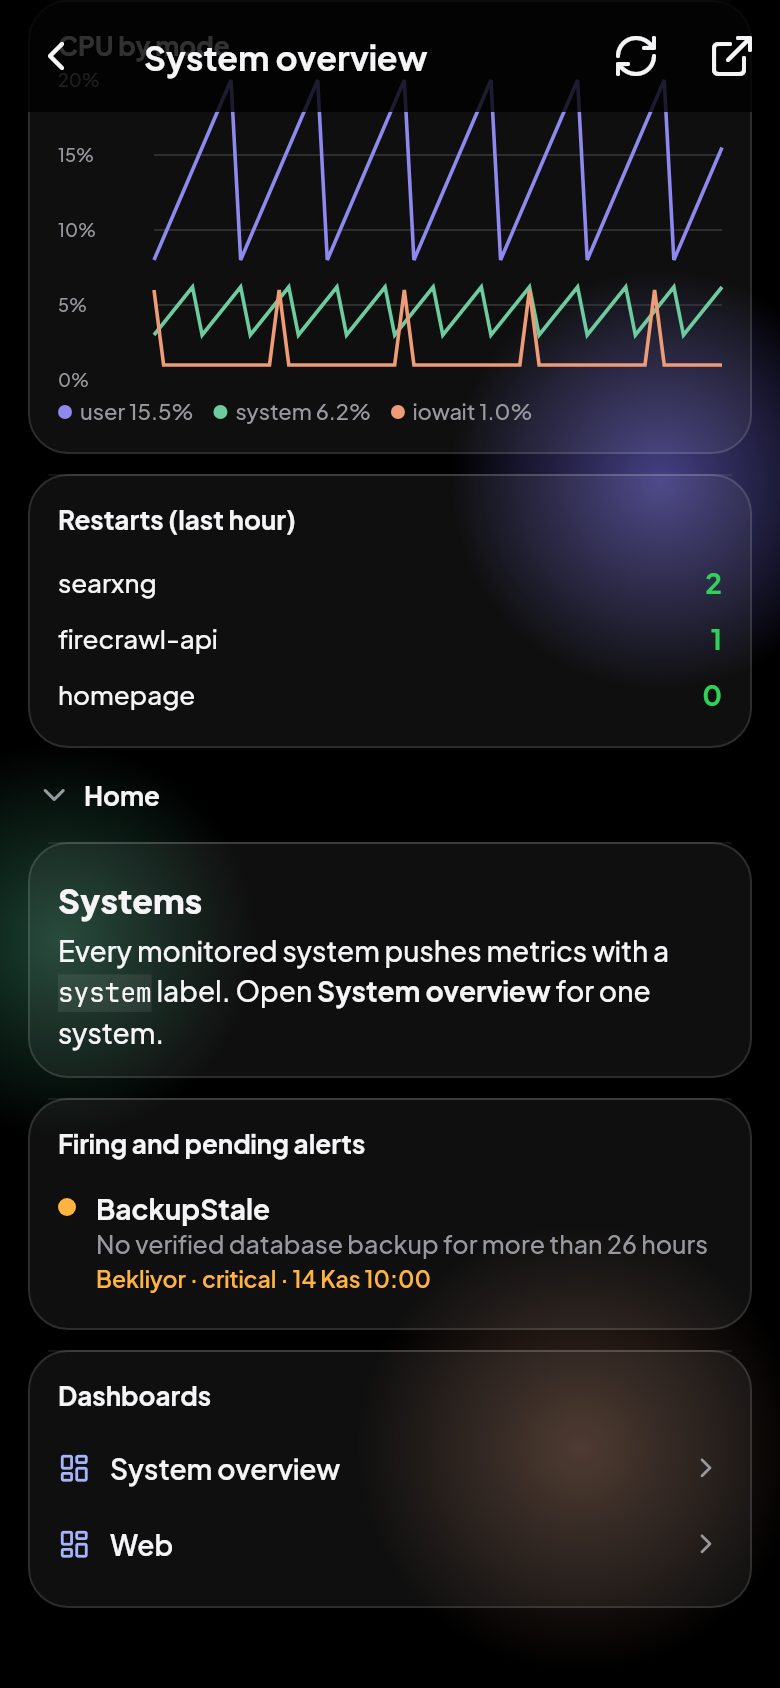 CPU by mode
System overview
20%
15%
10%
5%
0%
user 15.5% system 6.2% iowait 1.0%
Restarts (last hour)
searxng 2
firecrawl-api 1
homepage 0
Home
Systems
Every monitored system pushes metrics with a
system label. Open System overview for one
system.
Firing and pending alerts
BackupStale
No verified database backup for more than 26 hours
Bekliyor · critical · 14 Kas 10:00
Dashboards
System overview
Web